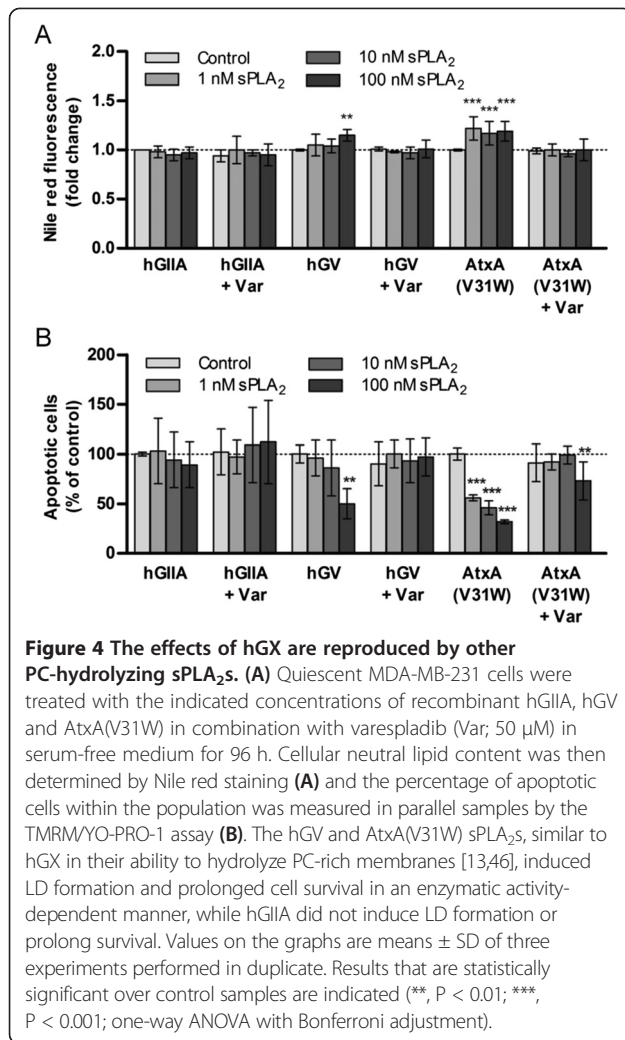 A
Control
10 nM sPLA₂
1 nM sPLA₂
100 nM sPLA₂
Nile red fluorescence
(fold change)
2.0
1.5
1.0
0.5
0.0
**
***
***
***
hGIIA
hGIIA
+ Var
hGV
hGV
+ Var
AtxA
(V31W)
AtxA
(V31W)
+ Var
B
Control
10 nM sPLA₂
1 nM sPLA₂
100 nM sPLA₂
Apoptotic cells
(% of control)
200
150
100
50
0
**
***
***
***
**
hGIIA
hGIIA
+ Var
hGV
hGV
+ Var
AtxA
(V31W)
AtxA
(V31W)
+ Var
Figure 4 The effects of hGX are reproduced by other
PC-hydrolyzing sPLA₂s. (A) Quiescent MDA-MB-231 cells were
treated with the indicated concentrations of recombinant hGIIA, hGV
and AtxA(V31W) in combination with varespladib (Var; 50 μM) in
serum-free medium for 96 h. Cellular neutral lipid content was then
determined by Nile red staining (A) and the percentage of apoptotic
cells within the population was measured in parallel samples by the
TMRM/YO-PRO-1 assay (B). The hGV and AtxA(V31W) sPLA₂s, similar to
hGX in their ability to hydrolyze PC-rich membranes [13,46], induced
LD formation and prolonged cell survival in an enzymatic activity-
dependent manner, while hGIIA did not induce LD formation or
prolong survival. Values on the graphs are means ± SD of three
experiments performed in duplicate. Results that are statistically
significant over control samples are indicated (**, P < 0.01; ***,
P < 0.001; one-way ANOVA with Bonferroni adjustment).